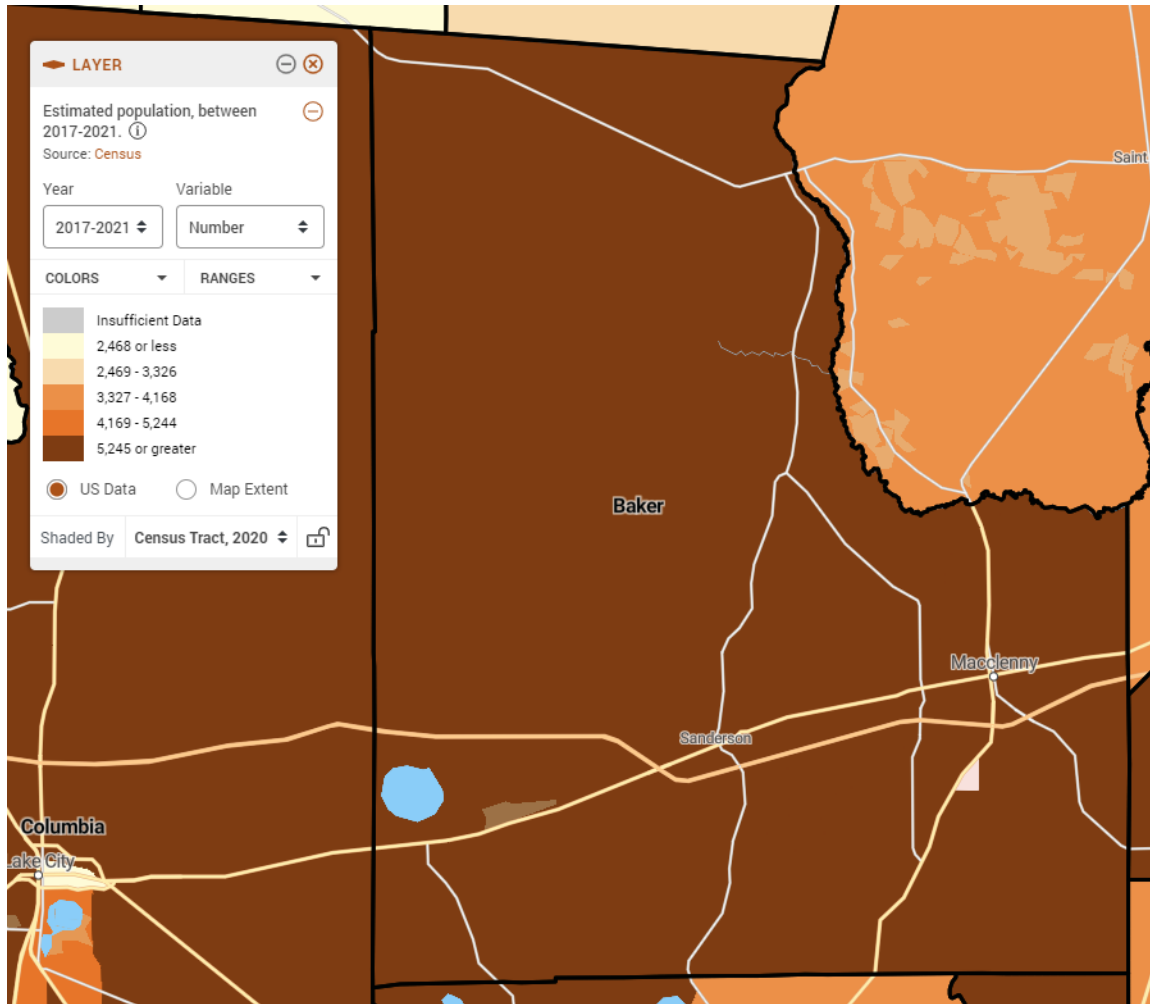 LAYER
Estimated population, between
2017-2021.
Source: Census
Year Variable
2017-2021 Number
COLORS RANGES
Insufficient Data
2,468 or less
2,469 - 3,326
3,327 - 4,168
4,169 - 5,244
5,245 or greater
US Data Map Extent
Shaded By Census Tract, 2020
Saint
Baker
Macclenny
Sanderson
Columbia
Lake City